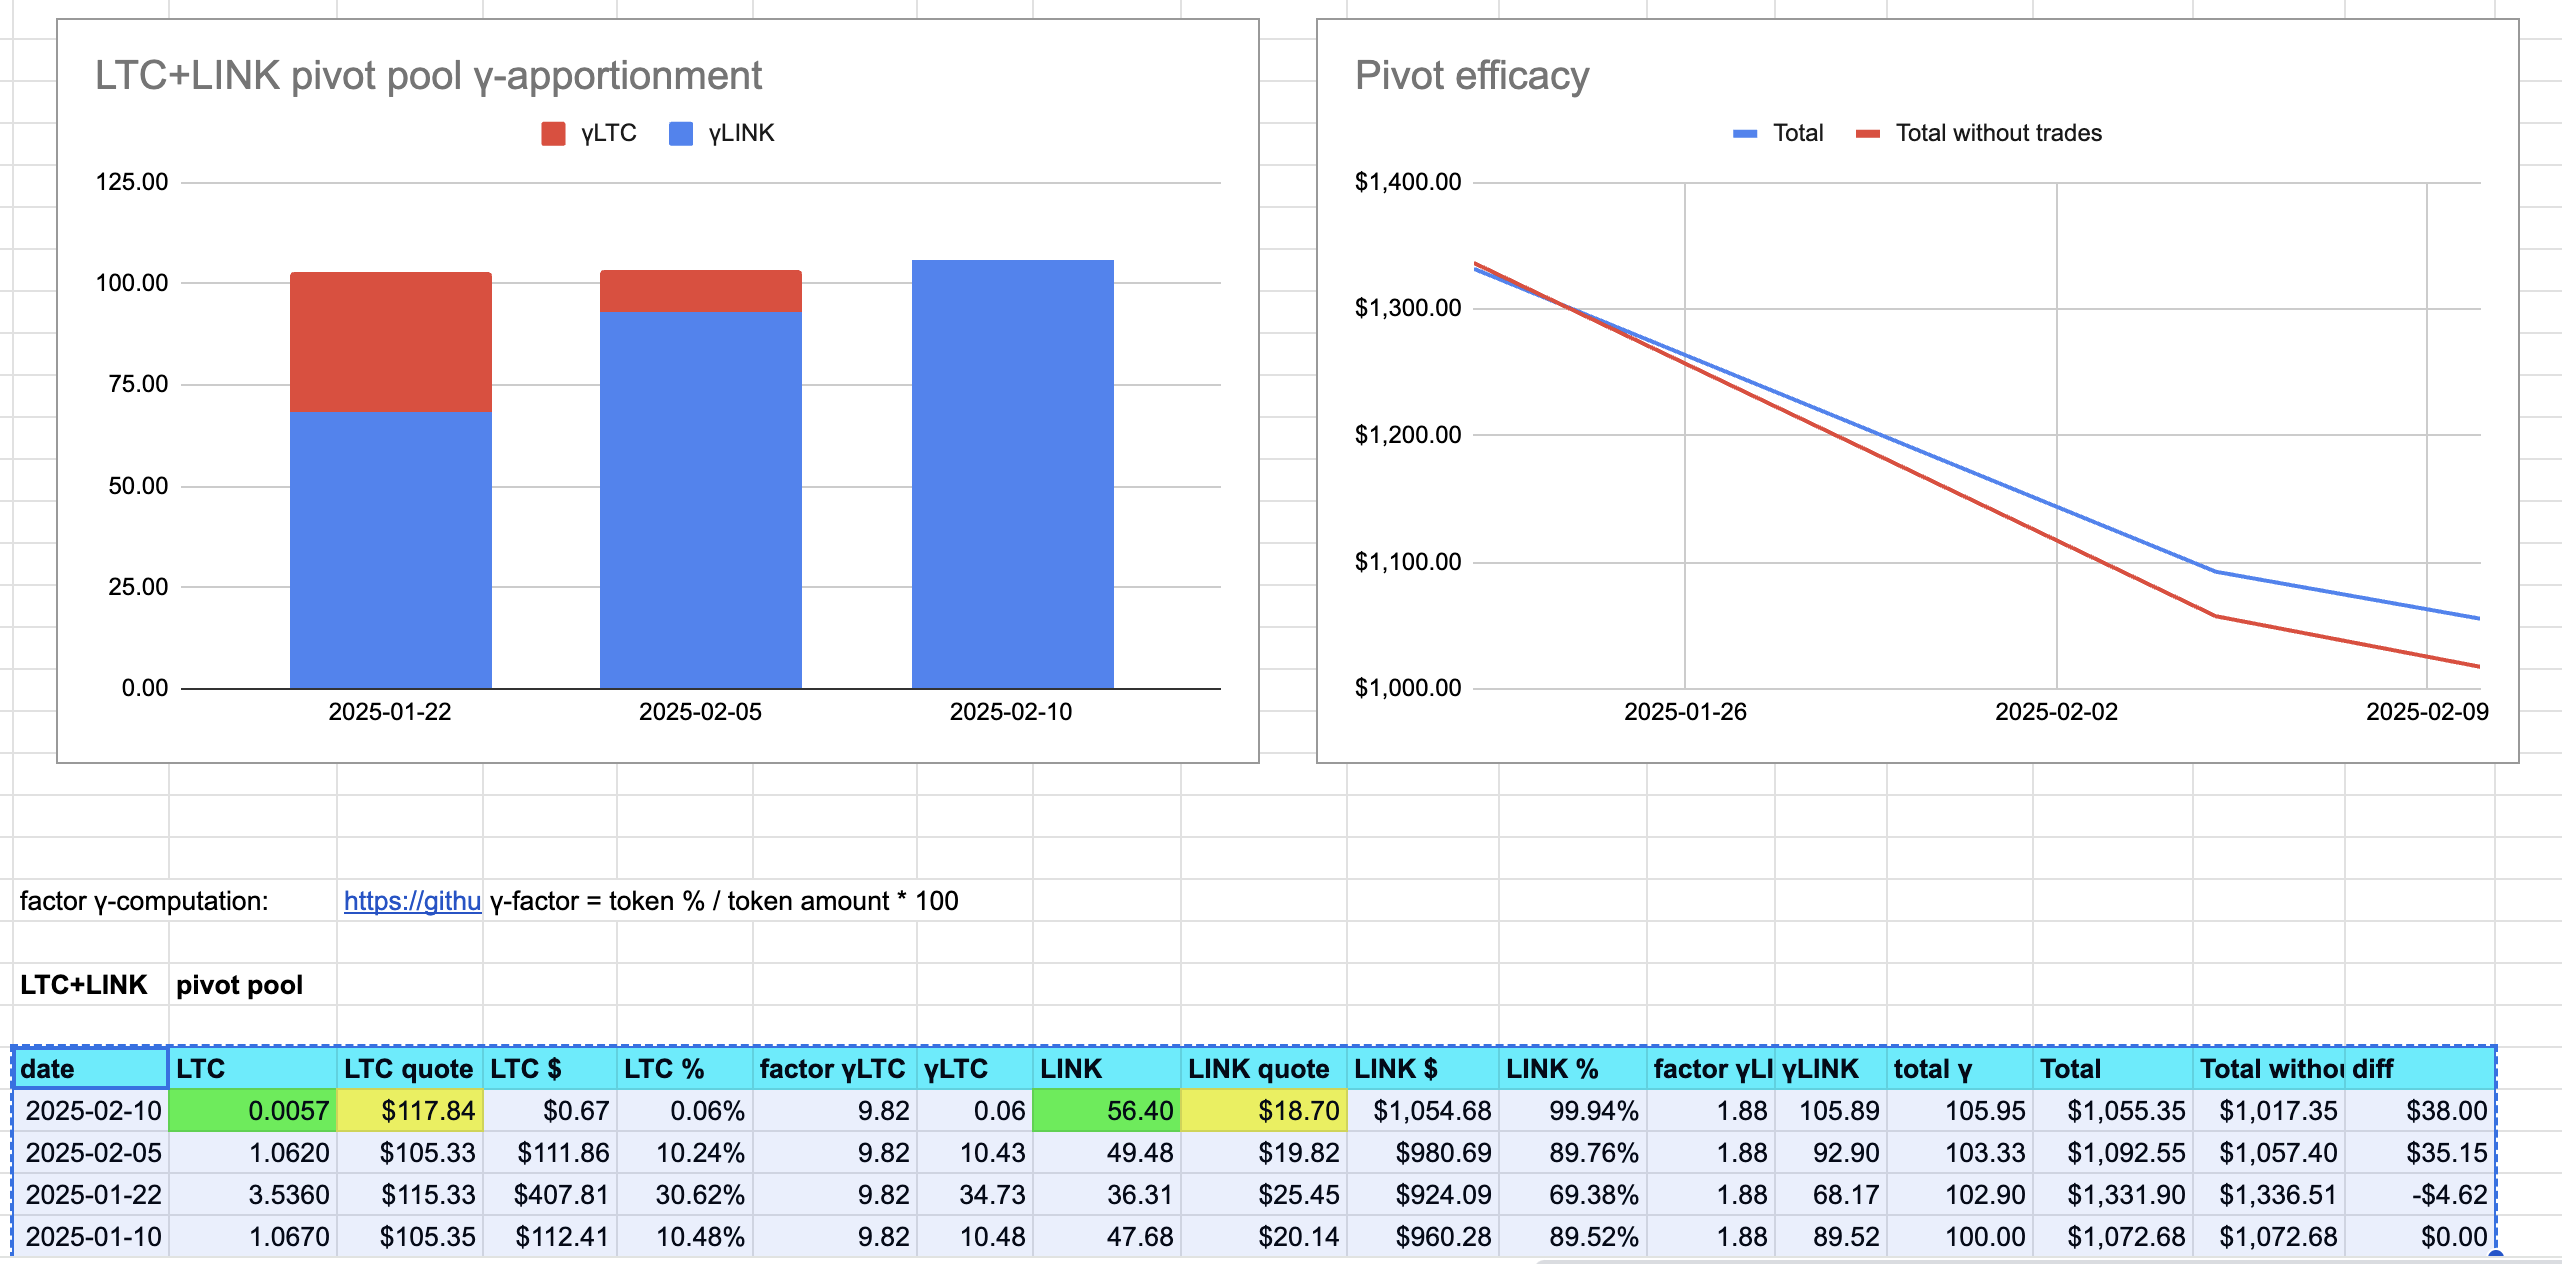 LTC+LINK pivot pool γ-apportionment
γLTC γLINK
125.00
100.00
75.00
50.00
25.00
0.00
2025-01-22 2025-02-05 2025-02-10
Pivot efficacy
Total Total without trades
$1,400.00
$1,300.00
$1,200.00
$1,100.00
$1,000.00
2025-01-26 2025-02-02 2025-02-09
factor γ-computation: https://githu γ-factor = token % / token amount * 100
LTC+LINK pivot pool
date LTC LTC quote LTC $ LTC % factor γLTC γLTC LINK LINK quote LINK $ LINK % factor γLI γLINK total γ Total Total withou diff
2025-02-10 0.0057 $117.84 $0.67 0.06% 9.82 0.06 56.40 $18.70 $1,054.68 99.94% 1.88 105.89 105.95 $1,055.35 $1,017.35 $38.00
2025-02-05 1.0620 $105.33 $111.86 10.24% 9.82 10.43 49.48 $19.82 $980.69 89.76% 1.88 92.90 103.33 $1,092.55 $1,057.40 $35.15
2025-01-22 3.5360 $115.33 $407.81 30.62% 9.82 34.73 36.31 $25.45 $924.09 69.38% 1.88 68.17 102.90 $1,331.90 $1,336.51 -$4.62
2025-01-10 1.0670 $105.35 $112.41 10.48% 9.82 10.48 47.68 $20.14 $960.28 89.52% 1.88 89.52 100.00 $1,072.68 $1,072.68 $0.00